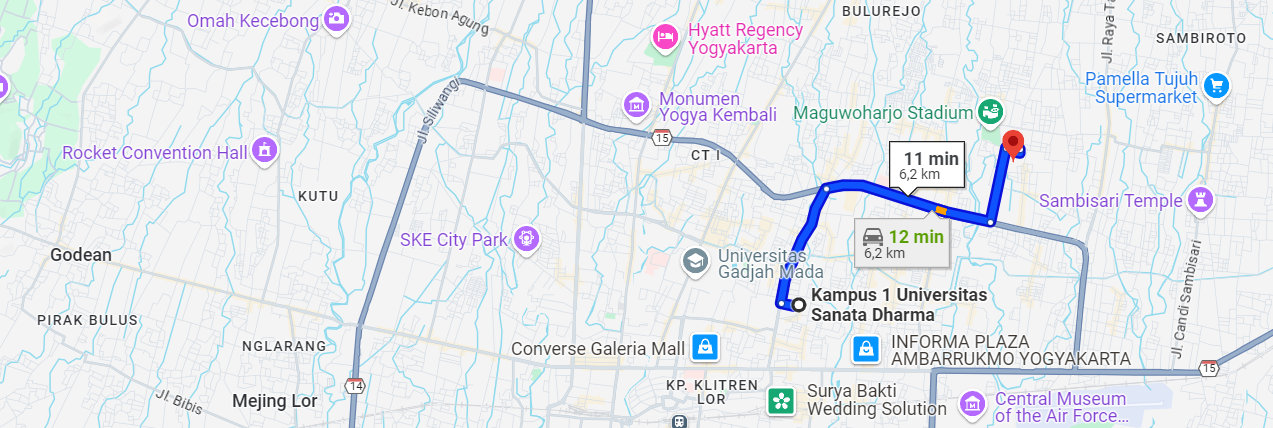 Jl. Kebon Agung
BULUREJO
Omah Kecebong
Hyatt Regency
Yogyakarta
Jl. Raya Ta
SAMBIROTO
Pamella Tujuh
Supermarket
Jl. Siliwangi
Monumen
Yogya Kembali
Maguwoharjo Stadium
15
Rocket Convention Hall
CT I
11 min
6,2 km
KUTU
Sambisari Temple
SKE City Park
12 min
6,2 km
Godean
Universitas
Gadjah Mada
Kampus 1 Universitas
Sanata Dharma
Jl. Candi Sambisari
PIRAK BULUS
NGLARANG
Converse Galeria Mall
INFORMA PLAZA
AMBARRUKMO YOGYAKARTA
15
14
KP. KLITREN
LOR
Jl. Bibis
Mejing Lor
Surya Bakti
Wedding Solution
Central Museum
of the Air Force...